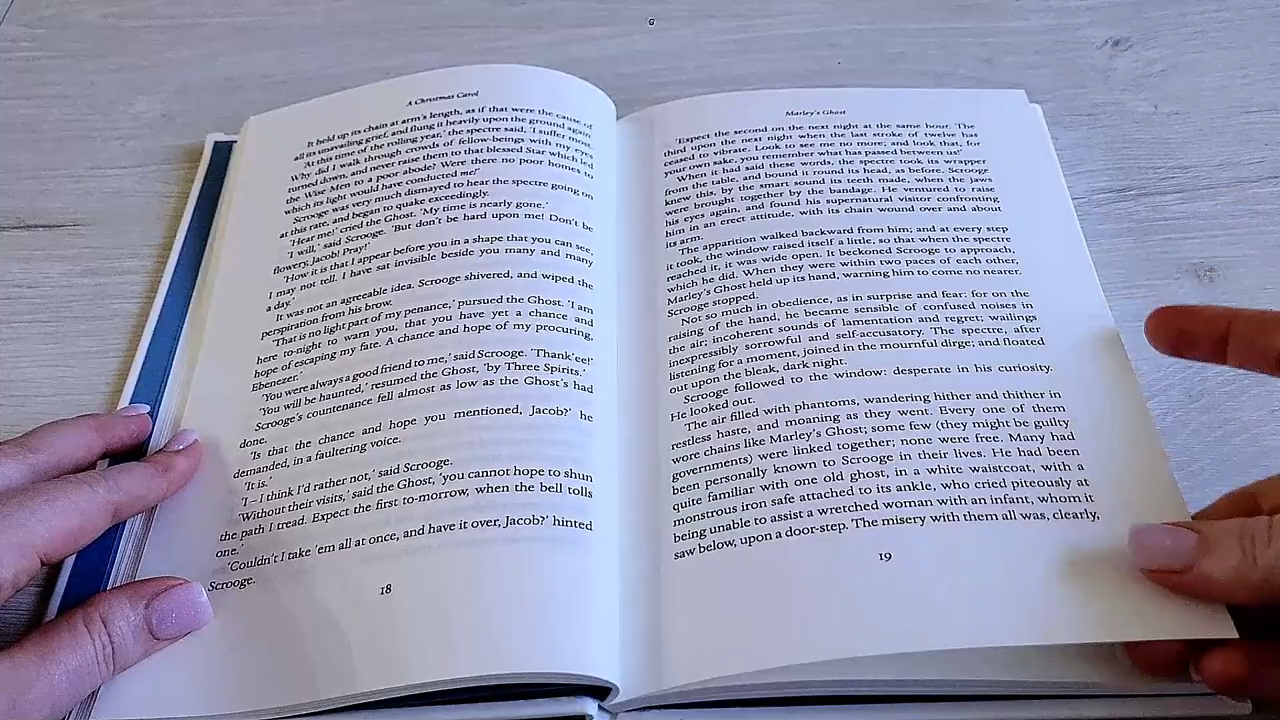 G
A Christmas Carol
It held up its chain at arm's length, as if that were the cause of
all its unavailing grief, and flung it heavily upon the ground again.
'At this time of the rolling year,' the spectre said, 'I suffer most.
Why did I walk through crowds of fellow-beings with my eyes
turned down, and never raise them to that blessed Star which led
the Wise Men to a poor abode? Were there no poor homes to
which its light would have conducted me!'
Scrooge was very much dismayed to hear the spectre going on
at this rate, and began to quake exceedingly.
'Hear me!' cried the Ghost. 'My time is nearly gone.'
'I will,' said Scrooge. 'But don't be hard upon me! Don't be
flowery, Jacob! Pray!'
'How it is that I appear before you in a shape that you can see,
I may not tell. I have sat invisible beside you many and many
a day.'
It was not an agreeable idea. Scrooge shivered, and wiped the
perspiration from his brow.
'That is no light part of my penance,' pursued the Ghost. 'I am
here to-night to warn you, that you have yet a chance and
hope of escaping my fate. A chance and hope of my procuring,
Ebenezer.'
'You were always a good friend to me,' said Scrooge. 'Thank'ee!'
'You will be haunted,' resumed the Ghost, 'by Three Spirits.'
Scrooge's countenance fell almost as low as the Ghost's had
done.
'Is that the chance and hope you mentioned, Jacob?' he
demanded, in a faultering voice.
'It is.'
'I – I think I'd rather not,' said Scrooge.
'Without their visits,' said the Ghost, 'you cannot hope to shun
the path I tread. Expect the first to-morrow, when the bell tolls
one.'
'Couldn't I take 'em all at once, and have it over, Jacob?' hinted
Scrooge.
18
Marley's Ghost
'Expect the second on the next night at the same hour. The
third upon the next night when the last stroke of twelve has
ceased to vibrate. Look to see me no more; and look that, for
your own sake, you remember what has passed between us!'
When it had said these words, the spectre took its wrapper
from the table, and bound it round its head, as before. Scrooge
knew this, by the smart sound its teeth made, when the jaws
were brought together by the bandage. He ventured to raise
his eyes again, and found his supernatural visitor confronting
him in an erect attitude, with its chain wound over and about
its arm.
The apparition walked backward from him; and at every step
it took, the window raised itself a little, so that when the spectre
reached it, it was wide open. It beckoned Scrooge to approach,
which he did. When they were within two paces of each other,
Marley's Ghost held up its hand, warning him to come no nearer.
Scrooge stopped.
Not so much in obedience, as in surprise and fear: for on the
raising of the hand, he became sensible of confused noises in
the air; incoherent sounds of lamentation and regret; wailings
inexpressibly sorrowful and self-accusatory. The spectre, after
listening for a moment, joined in the mournful dirge; and floated
out upon the bleak, dark night.
Scrooge followed to the window: desperate in his curiosity.
He looked out.
The air filled with phantoms, wandering hither and thither in
restless haste, and moaning as they went. Every one of them
wore chains like Marley's Ghost; some few (they might be guilty
governments) were linked together; none were free. Many had
been personally known to Scrooge in their lives. He had been
quite familiar with one old ghost, in a white waistcoat, with a
monstrous iron safe attached to its ankle, who cried piteously at
being unable to assist a wretched woman with an infant, whom it
saw below, upon a door-step. The misery with them all was, clearly,
19